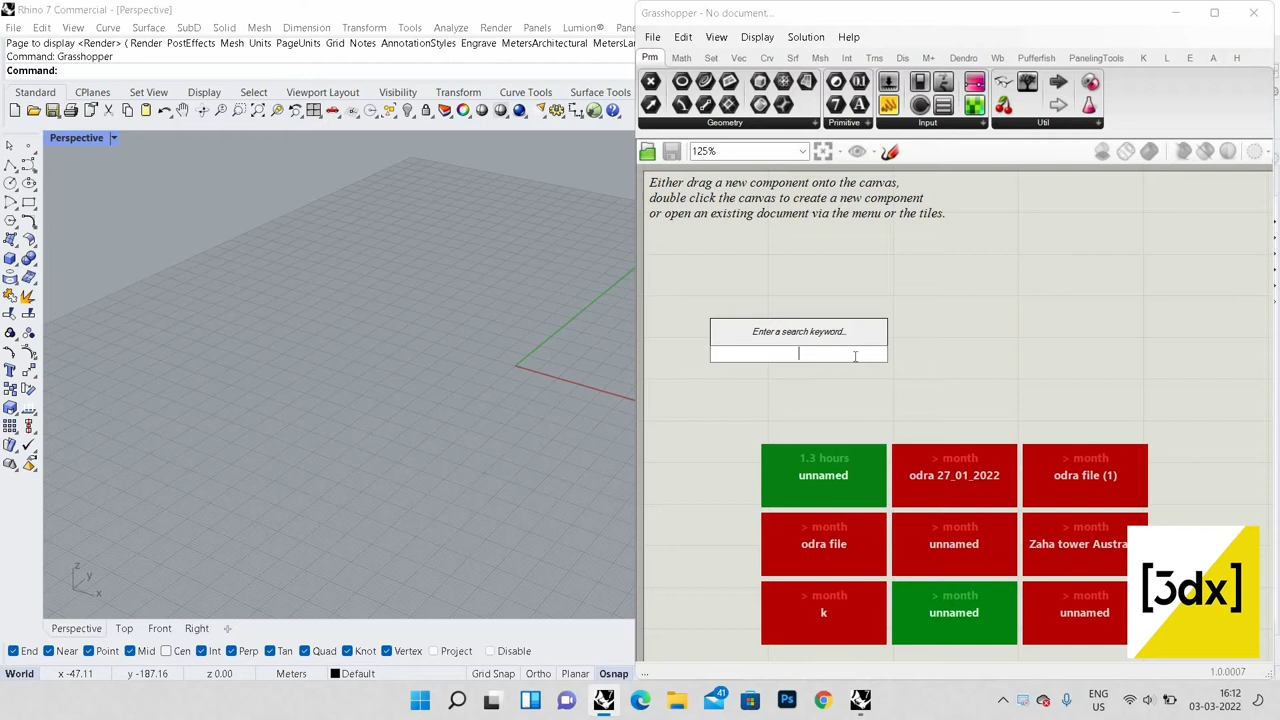 Rhino 7 Commercial - [Perspective]
File Edit View Curve Surface Solid Mesh Dimension Transform Tools Analyze Render
Page to display <Render> ( Render PostEffects Mesh Units PageUnits Grid Notes AnnotationStyles Engrave MetersArchitectural
Command: Grasshopper
Command:
Standard CPlanes Set View Display Select Viewport Layout Visibility Transform Curve Tools Surface Tools
Perspective
z
y
x
Perspective Top Front Right
End Near Point Mid Cen Int Perp Tan Quad Knot Vertex Project Disable
World x -47.11 y -187.16 z 0.00 Meters Default Grid Snap Ortho Planar Osnap
Grasshopper - No document...
File Edit View Display Solution Help
Prm Math Set Vec Crv Srf Msh Int Trns Dis M+ Dendro Wb Pufferfish PanelingTools K L E A H
Geometry Primitive Input Util
125%
Either drag a new component onto the canvas,
double click the canvas to create a new component
or open an existing document via the menu or the tiles.
Enter a search keyword...
1.3 hours
unnamed
> month
odra 27_01_2022
> month
odra file (1)
> month
odra file
> month
unnamed
> month
Zaha tower
> month
k
> month
unnamed
> month
unnamed
[3dx]
...
1.0.0007
41
ENG
US
16:12
03-03-2022